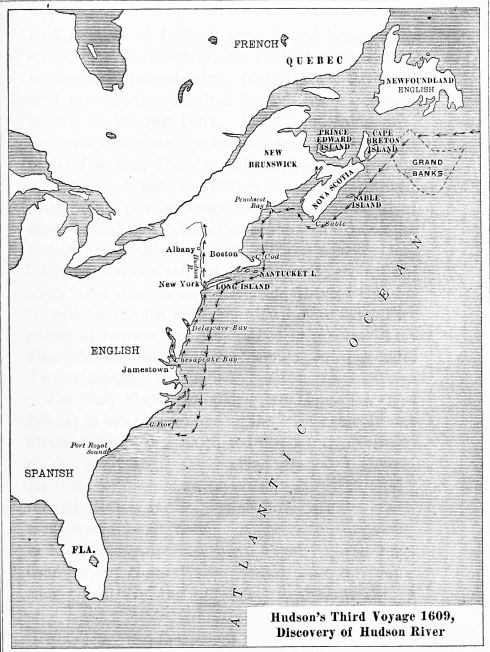 FRENCH
QUEBEC
NEWFOUNDLAND
ENGLISH
PRINCE
EDWARD
ISLAND
CAPE
BRETON
ISLAND
NEW
BRUNSWICK
GRAND
BANKS
NOVA SCOTIA
SABLE
ISLAND
Penobscot
Bay
C. Sable
Albany
Hudson
R.
Boston
C. Cod
NANTUCKET I.
New York
LONG ISLAND
OCEAN
Delaware Bay
ENGLISH
Chesapeake Bay
Jamestown
C. Fear
Port Royal
Sound
SPANISH
ATLANTIC
FLA.
Hudson's Third Voyage 1609,
Discovery of Hudson River